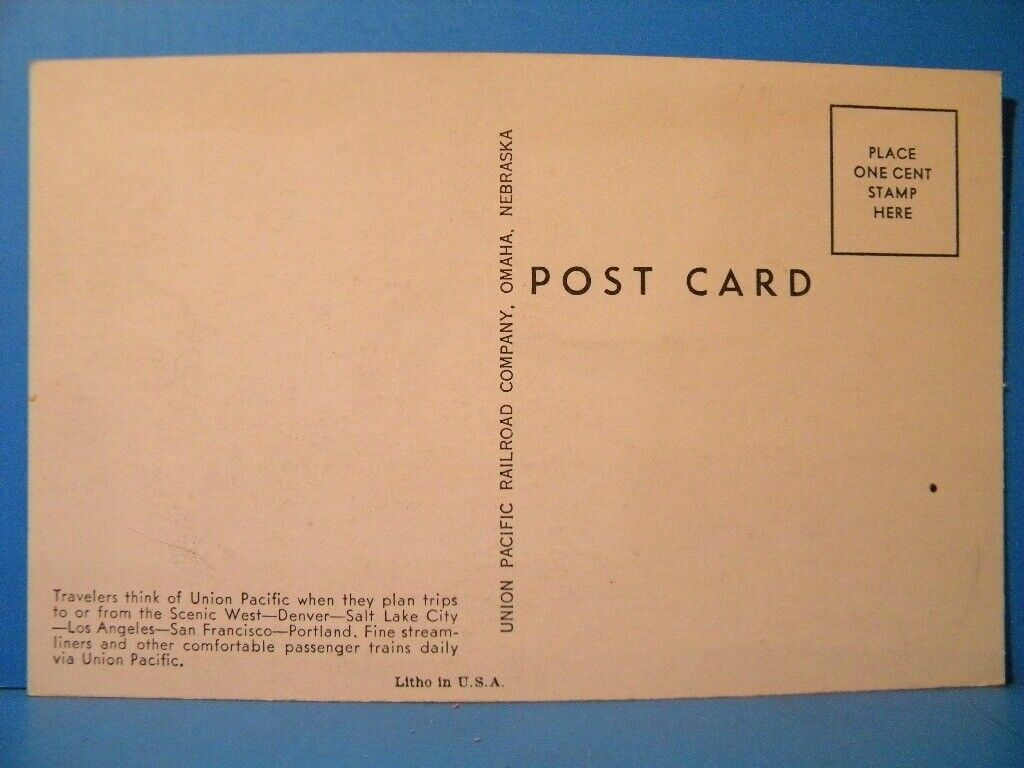 PLACE
ONE CENT
STAMP
HERE
POST CARD
UNION PACIFIC RAILROAD COMPANY, OMAHA, NEBRASKA
Travelers think of Union Pacific when they plan trips
to or from the Scenic West—Denver—Salt Lake City
—Los Angeles—San Francisco—Portland. Fine stream-
liners and other comfortable passenger trains daily
via Union Pacific.
Litho in U.S.A.